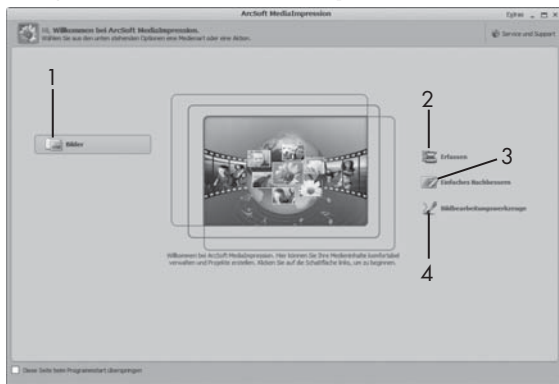 ArcSoft MediaImpression
Extras
Hi, Willkommen bei ArcSoft MediaImpression.
Wählen Sie aus den unten stehenden Optionen eine Medienart oder eine Aktion.
Service und Support
1
2
Bilder
Erfassen
3
Einfaches Nachbessern
Bildbearbeitungswerkzeuge
4
Willkommen bei ArcSoft MediaImpression. Hier können Sie Ihre Medieninhalte komfortabel
verwalten und Projekte erstellen. Klicken Sie auf die Schaltfläche links, um zu beginnen.
Diese Seite beim Programmstart überspringen